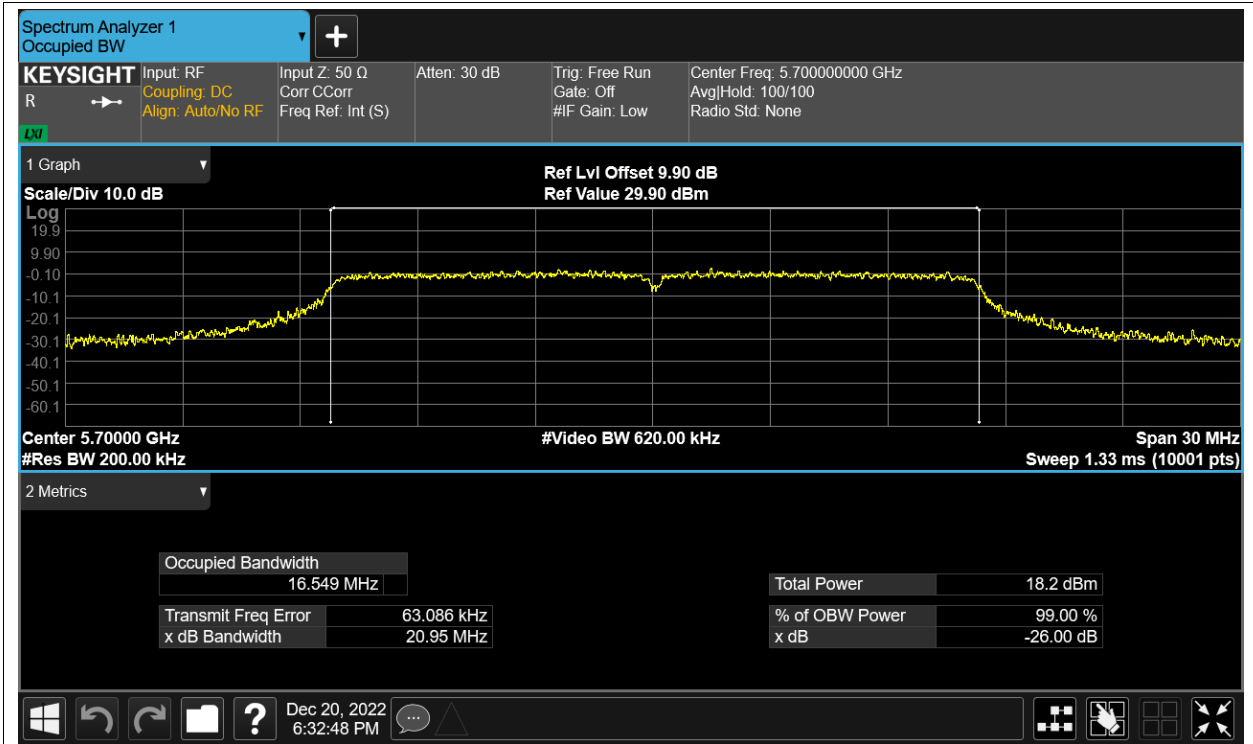 Spectrum Analyzer 1
Occupied BW
KEYSIGHT
R
LXI
Input: RF
Coupling: DC
Align: Auto/No RF
Input Z: 50 Ω
Corr CCorr
Freq Ref: Int (S)
Atten: 30 dB
Trig: Free Run
Gate: Off
#IF Gain: Low
Center Freq: 5.700000000 GHz
Avg|Hold: 100/100
Radio Std: None
1 Graph
Scale/Div 10.0 dB
Ref Lvl Offset 9.90 dB
Ref Value 29.90 dBm
Log
19.9
9.90
-0.10
-10.1
-20.1
-30.1
-40.1
-50.1
-60.1
Center 5.70000 GHz
#Video BW 620.00 kHz
Span 30 MHz
#Res BW 200.00 kHz
Sweep 1.33 ms (10001 pts)
2 Metrics
Occupied Bandwidth
16.549 MHz
Total Power 18.2 dBm
Transmit Freq Error 63.086 kHz
% of OBW Power 99.00 %
x dB Bandwidth 20.95 MHz
x dB -26.00 dB
?
Dec 20, 2022
6:32:48 PM